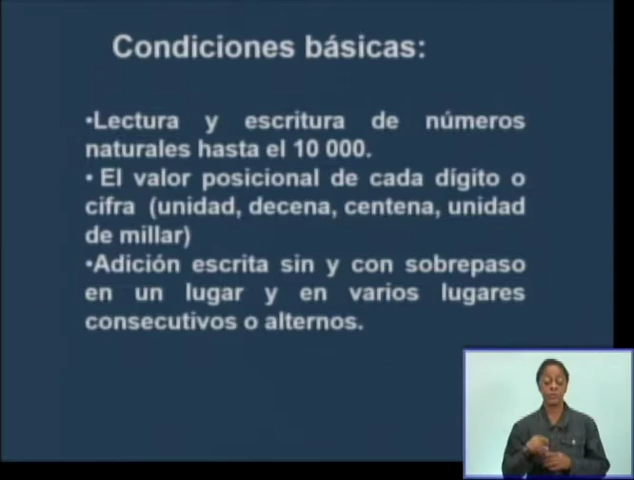 Condiciones básicas:
•Lectura y escritura de números
naturales hasta el 10 000.
• El valor posicional de cada dígito o
cifra (unidad, decena, centena, unidad
de millar)
•Adición escrita sin y con sobrepaso
en un lugar y en varios lugares
consecutivos o alternos.